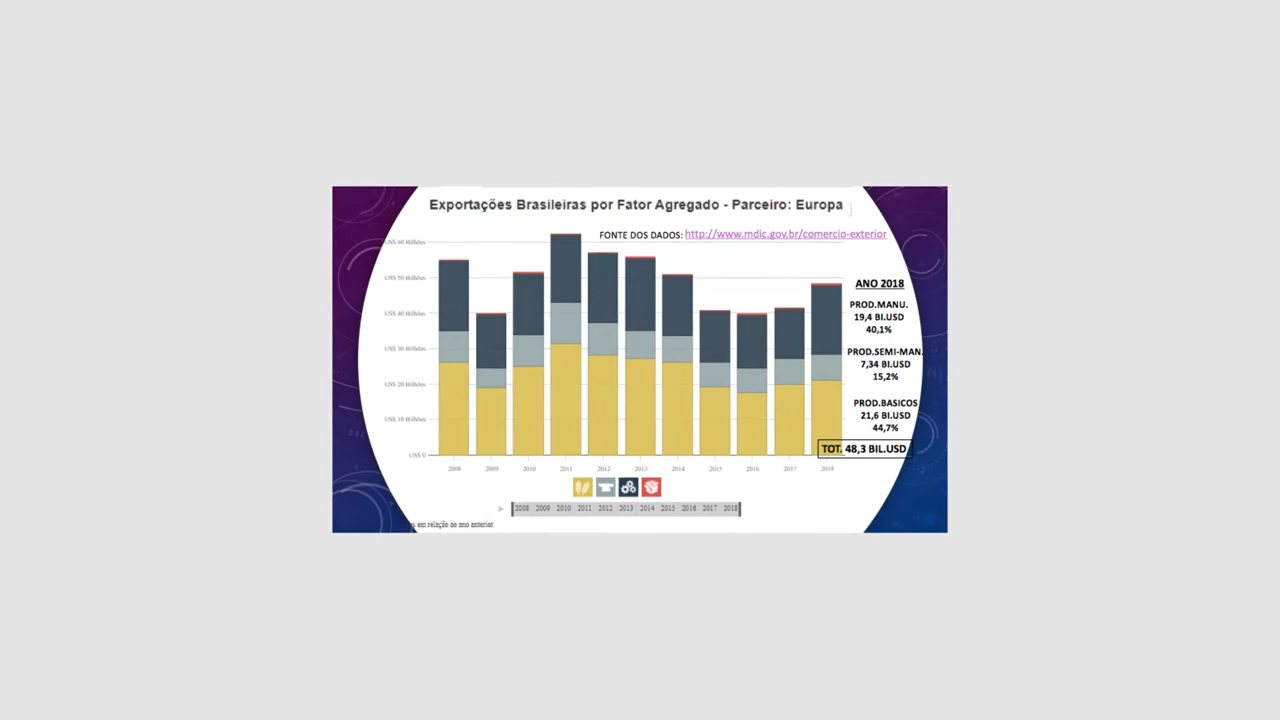 Exportações Brasileiras por Fator Agregado - Parceiro: Europa
FONTE DOS DADOS: http://www.mdic.gov.br/comercio-exterior
US$ 60 Bilhões
US$ 50 Bilhões
US$ 40 Bilhões
US$ 30 Bilhões
US$ 20 Bilhões
US$ 10 Bilhões
US$ 0
ANO 2018
PROD.MANU.
19,4 BI.USD
40,1%
PROD.SEMI-MAN.
7,34 BI.USD
15,2%
PROD.BASICOS
21,6 BI.USD
44,7%
TOT. 48,3 BIL.USD
2008 2009 2010 2011 2012 2013 2014 2015 2016 2017 2018
2008 2009 2010 2011 2012 2013 2014 2015 2016 2017 2018
em relação ao ano anterior.